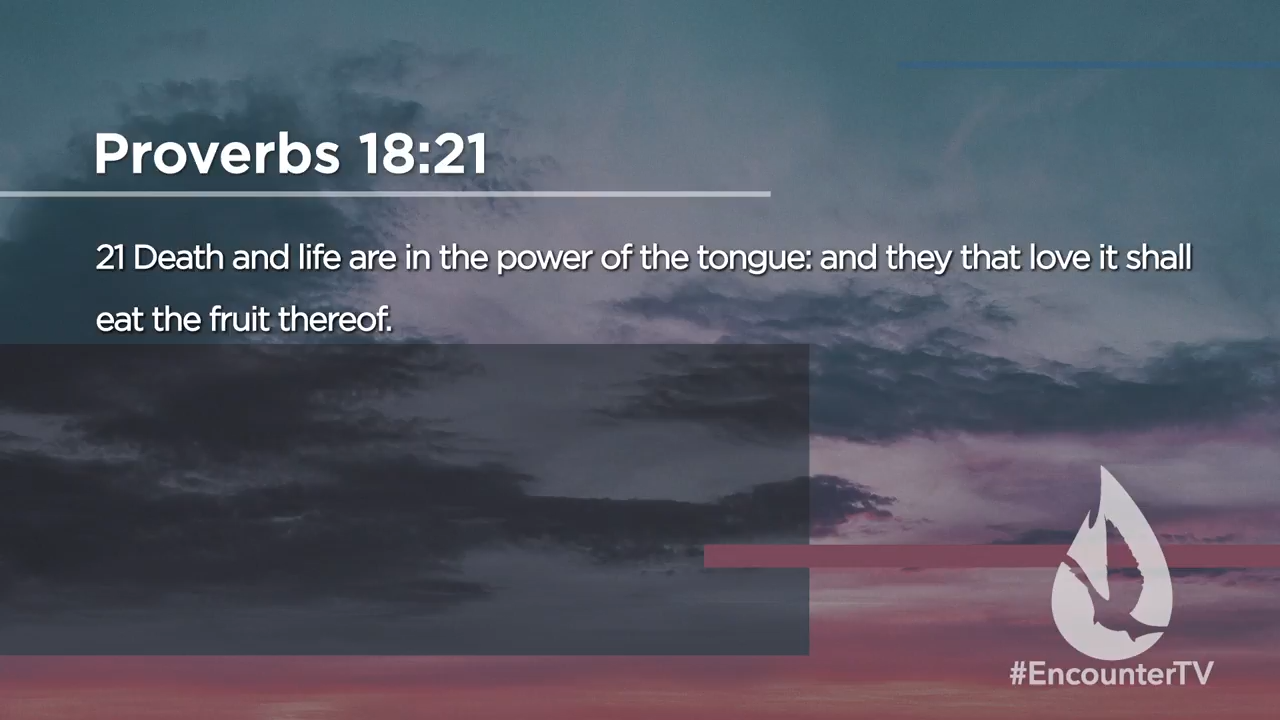 Proverbs 18:21
21 Death and life are in the power of the tongue: and they that love it shall
eat the fruit thereof.
#EncounterTV